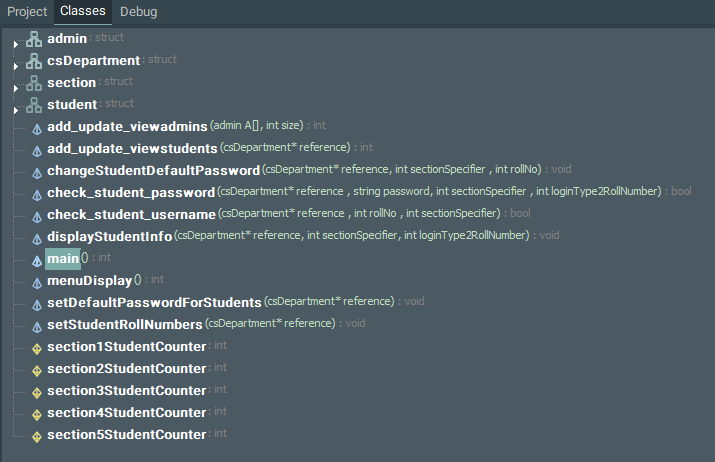 Project Classes Debug
admin : struct
csDepartment : struct
section : struct
student : struct
add_update_viewadmins (admin A[], int size) : int
add_update_viewstudents (csDepartment* reference) : int
changeStudentDefaultPassword (csDepartment* reference, int sectionSpecifier , int rollNo) : void
check_student_password (csDepartment* reference , string password, int sectionSpecifier , int loginType2RollNumber) : bool
check_student_username (csDepartment* reference , int rollNo , int sectionSpecifier) : bool
displayStudentInfo (csDepartment* reference, int sectionSpecifier, int loginType2RollNumber) : void
main () : int
menuDisplay () : int
setDefaultPasswordForStudents (csDepartment* reference) : void
setStudentRollNumbers (csDepartment* reference) : void
section1StudentCounter : int
section2StudentCounter : int
section3StudentCounter : int
section4StudentCounter : int
section5StudentCounter : int